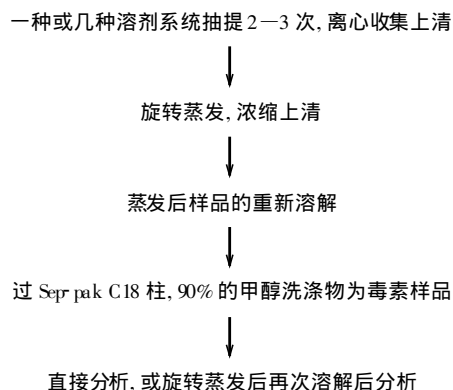 一种或几种溶剂系统抽提2—3 次, 离心收集上清
旋转蒸发, 浓缩上清
蒸发后样品的重新溶解
过 Sep-pak C18 柱, 90% 的甲醇洗涤物为毒素样品
直接分析, 或旋转蒸发后再次溶解后分析